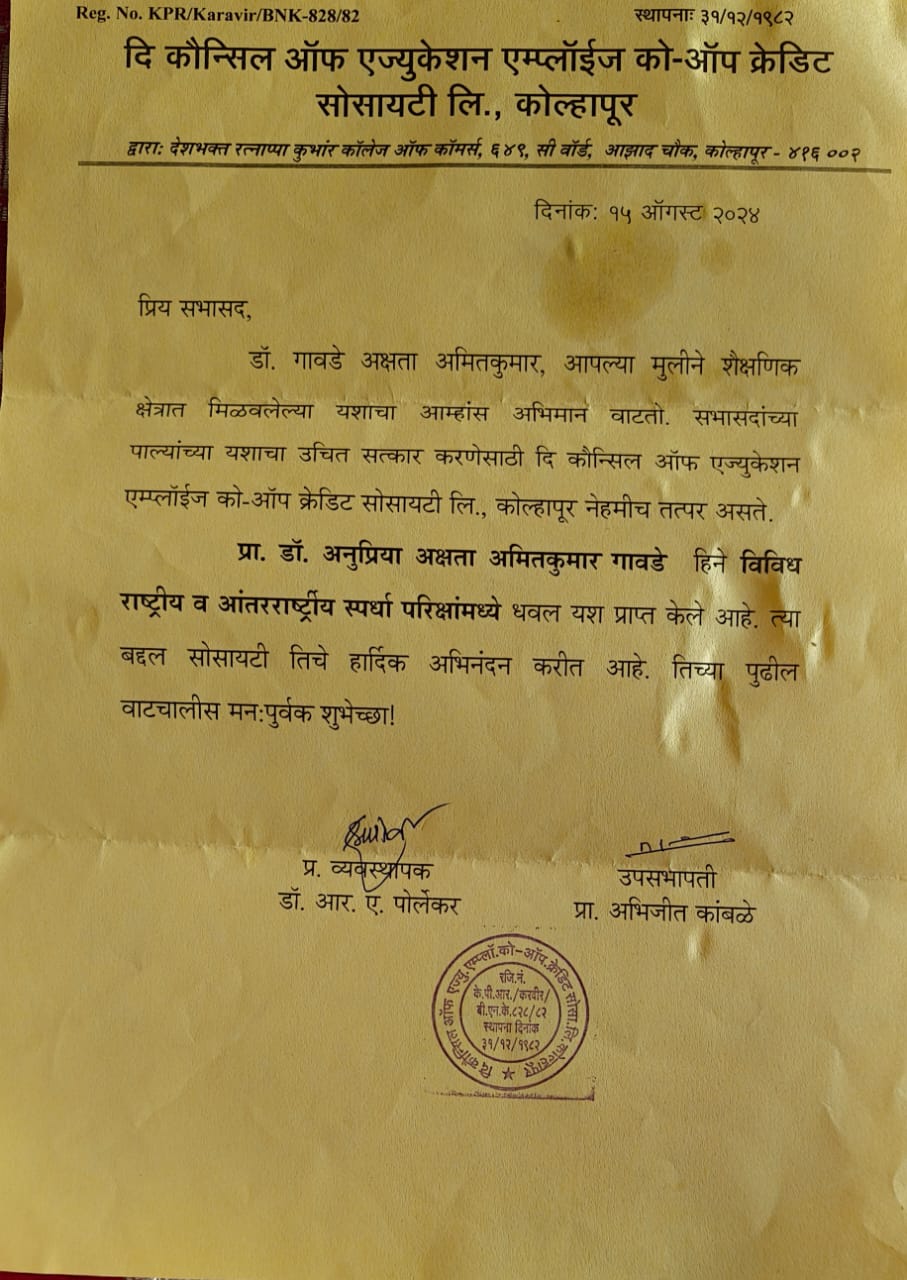 Reg. No. KPR/Karavir/BNK-828/82 स्थापनाः ३१/१२/१९८२
दि कौन्सिल ऑफ एज्युकेशन एम्प्लॉईज को-ऑप क्रेडिट
सोसायटी लि., कोल्हापूर
द्वाराः देशभक्त रत्नाप्पा कुभांर कॉलेज ऑफ कॉमर्स, ६४९, सी वॉर्ड, आझाद चौक, कोल्हापूर - ४१६ ००२
दिनांक: १५ ऑगस्ट २०२४
प्रिय सभासद,
डॉ. गावडे अक्षता अमितकुमार, आपल्या मुलीने शैक्षणिक
क्षेत्रात मिळवलेल्या यशाचा आम्हांस अभिमान वाटतो. सभासदांच्या
पाल्यांच्या यशाचा उचित सत्कार करणेसाठी दि कौन्सिल ऑफ एज्युकेशन
एम्प्लॉईज को-ऑप क्रेडिट सोसायटी लि., कोल्हापूर नेहमीच तत्पर असते.
प्रा. डॉ. अनुप्रिया अक्षता अमितकुमार गावडे हिने विविध
राष्ट्रीय व आंतरराष्ट्रीय स्पर्धा परिक्षांमध्ये धवल यश प्राप्त केले आहे. त्या
बद्दल सोसायटी तिचे हार्दिक अभिनंदन करीत आहे. तिच्या पुढील
वाटचालीस मन:पुर्वक शुभेच्छा!
प्र. व्यवस्थापक उपसभापती
डॉ. आर. ए. पोर्लेकर प्रा. अभिजीत कांबळे
दि कौन्सिल ऑफ एज्यु.एम्प्लॉ.को-ऑप.क्रेडिट सोसा.लि.कोल्हापूर
रजि.नं.
के.पी.आर./करवीर/
बी.एन.के.८२८/८२
स्थापना दिनांक
३१/१२/१९८२